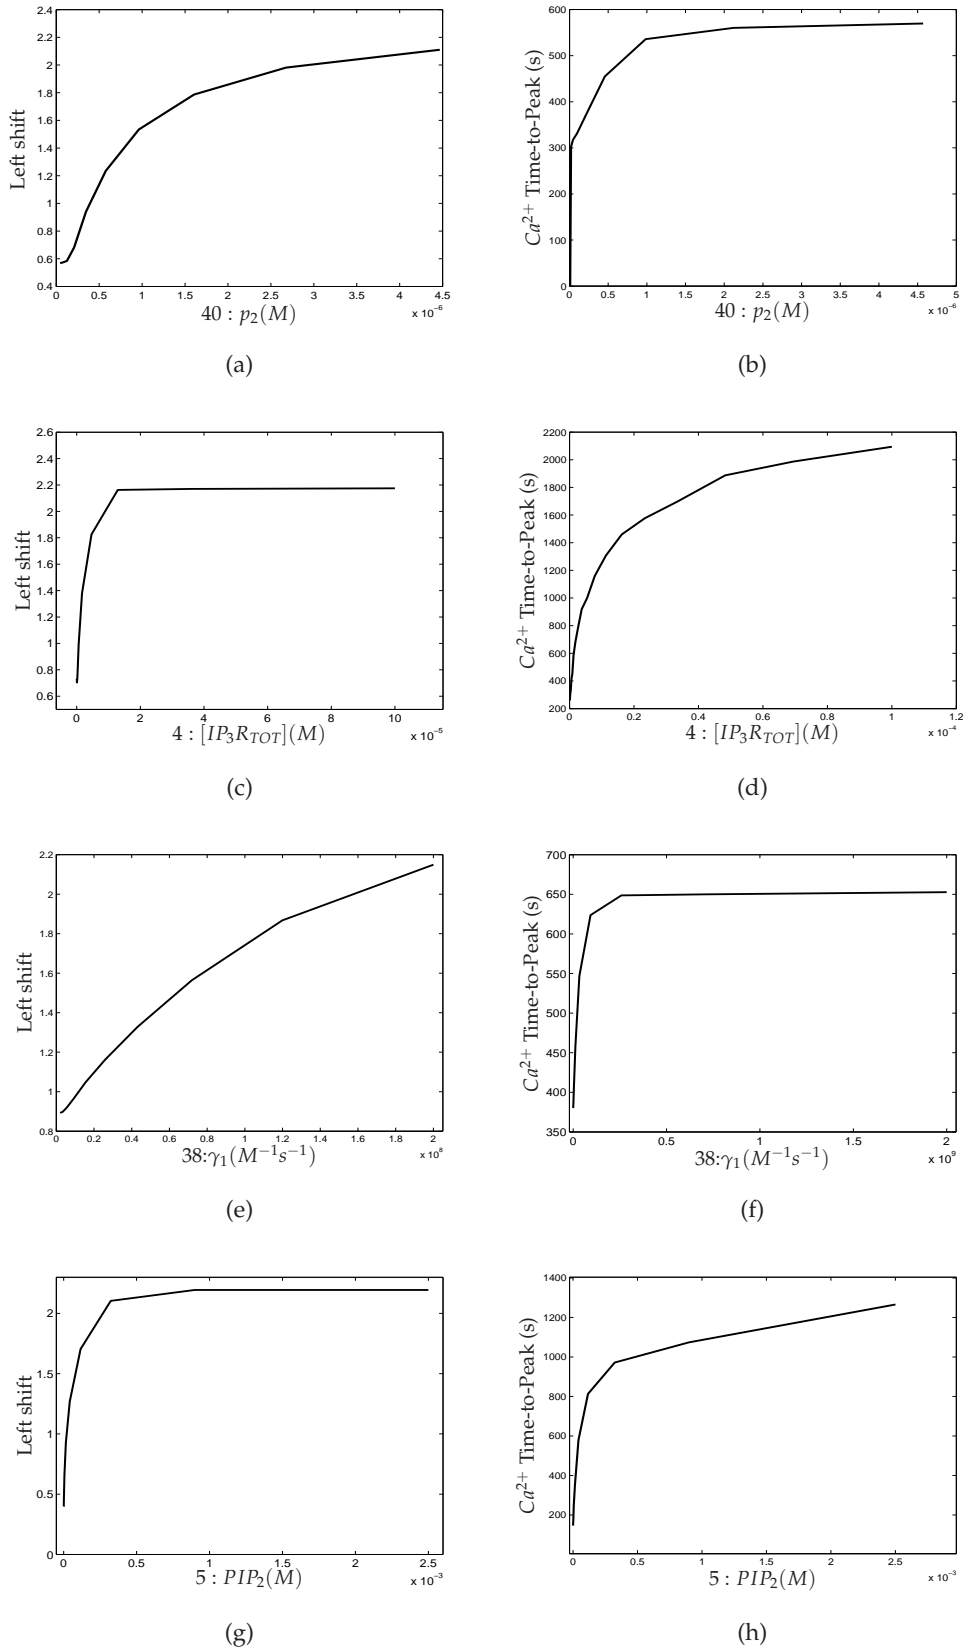 2.4
2.2
2
1.8
1.6
1.4
1.2
1
0.8
0.6
0.4
Left shift
0 0.5 1 1.5 2 2.5 3 3.5 4 4.5
x 10⁻⁶
40 : p₂(M)
(a)
600
500
400
300
200
100
0
Ca²⁺ Time-to-Peak (s)
0 0.5 1 1.5 2 2.5 3 3.5 4 4.5 5
x 10⁻⁶
40 : p₂(M)
(b)
2.6
2.4
2.2
2
1.8
1.6
1.4
1.2
1
0.8
0.6
Left shift
0 2 4 6 8 10
x 10⁻⁵
4 : [IP₃R_TOT](M)
(c)
2200
2000
1800
1600
1400
1200
1000
800
600
400
200
Ca²⁺ Time-to-Peak (s)
0 0.2 0.4 0.6 0.8 1 1.2
x 10⁻⁴
4 : [IP₃R_TOT](M)
(d)
2.2
2
1.8
1.6
1.4
1.2
1
0.8
Left shift
0 0.2 0.4 0.6 0.8 1 1.2 1.4 1.6 1.8 2
x 10⁸
38:γ₁(M⁻¹s⁻¹)
(e)
700
650
600
550
500
450
400
350
Ca²⁺ Time-to-Peak (s)
0 0.5 1 1.5 2
x 10⁹
38:γ₁(M⁻¹s⁻¹)
(f)
2
1.5
1
0.5
0
Left shift
0 0.5 1 1.5 2 2.5
x 10⁻³
5 : PIP₂(M)
(g)
1400
1200
1000
800
600
400
200
Ca²⁺ Time-to-Peak (s)
0 0.5 1 1.5 2 2.5
x 10⁻³
5 : PIP₂(M)
(h)